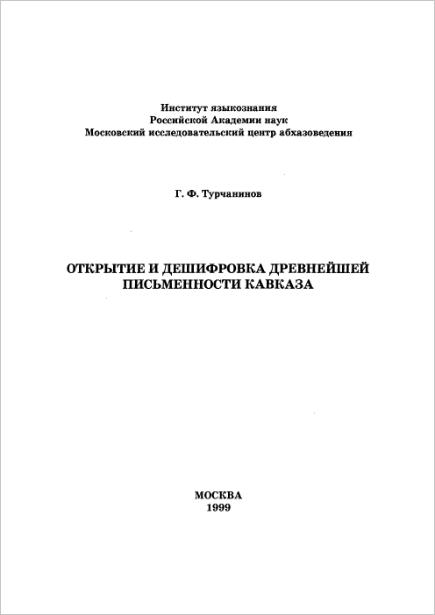 Институт языкознания
Российской Академии наук
Московский исследовательский центр абхазоведения
Г. Ф. Турчанинов
ОТКРЫТИЕ И ДЕШИФРОВКА ДРЕВНЕЙШЕЙ
ПИСЬМЕННОСТИ КАВКАЗА
МОСКВА
1999